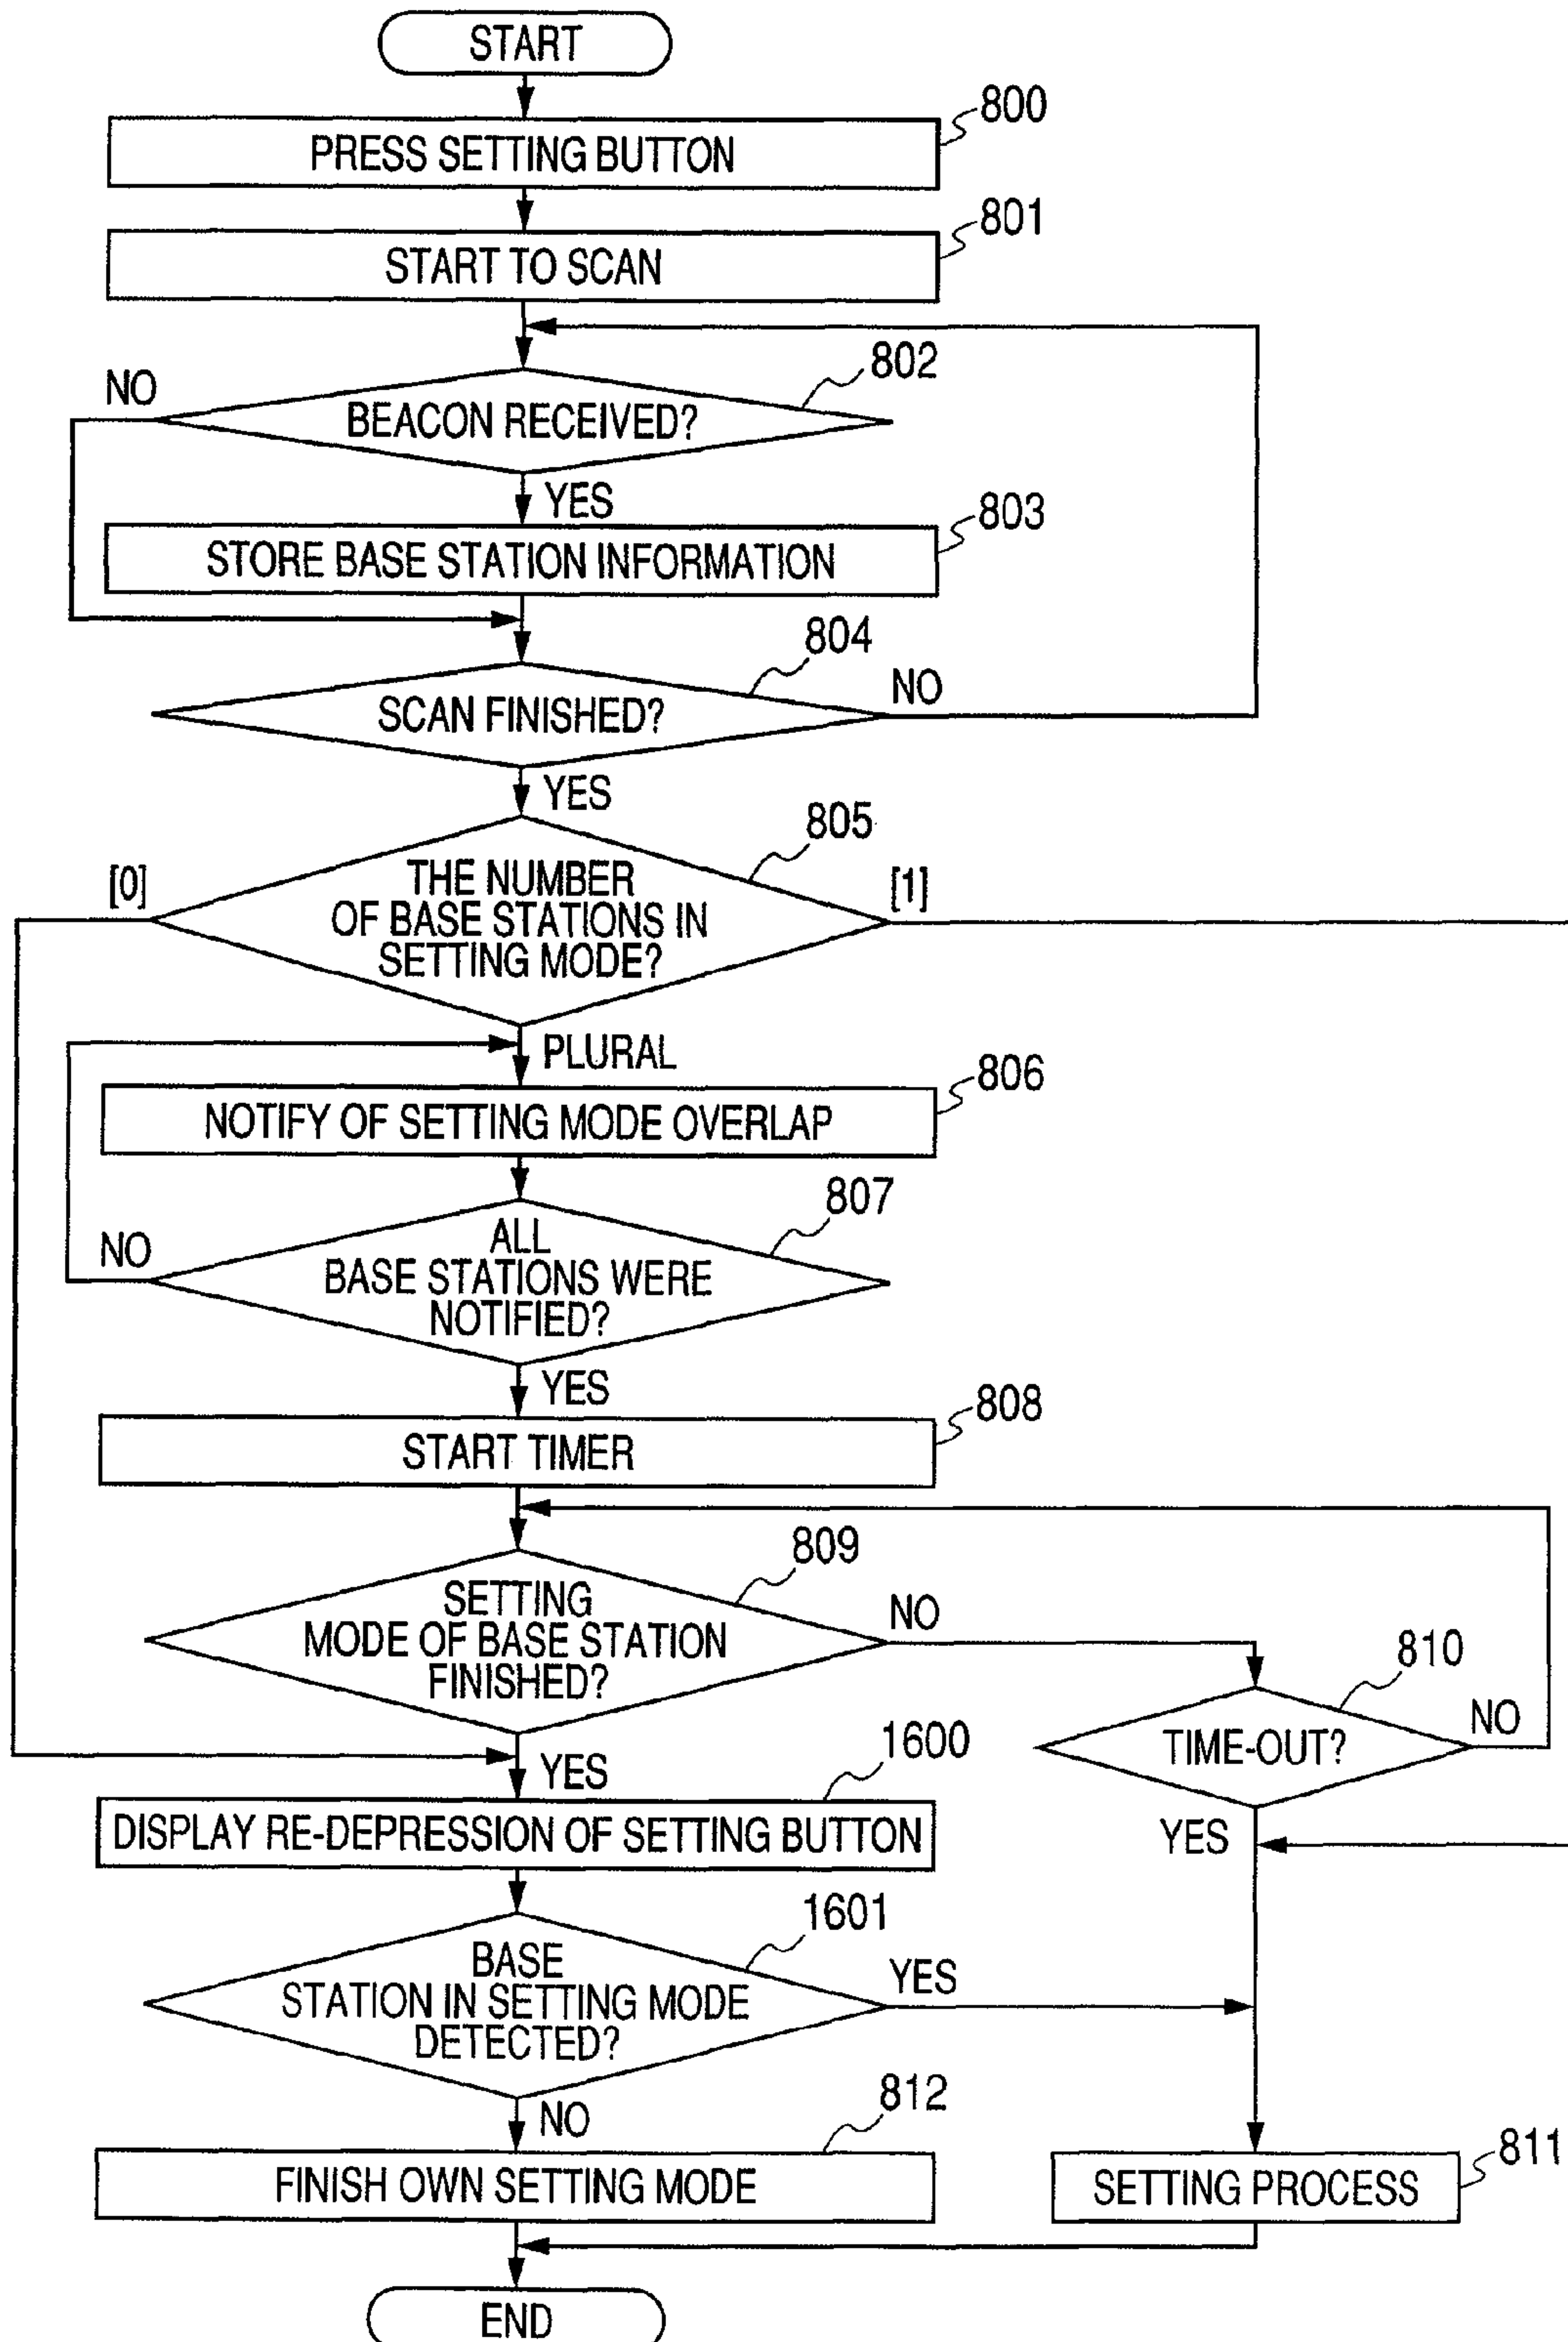 START
800
PRESS SETTING BUTTON
801
START TO SCAN
802
NO
BEACON RECEIVED?
YES
803
STORE BASE STATION INFORMATION
804
NO
SCAN FINISHED?
YES
805
[0]
[1]
THE NUMBER
OF BASE STATIONS IN
SETTING MODE?
PLURAL
806
NOTIFY OF SETTING MODE OVERLAP
807
NO
ALL
BASE STATIONS WERE
NOTIFIED?
YES
808
START TIMER
809
SETTING
MODE OF BASE STATION
FINISHED?
NO
810
TIME-OUT?
NO
YES
1600
YES
DISPLAY RE-DEPRESSION OF SETTING BUTTON
1601
BASE
STATION IN SETTING MODE
DETECTED?
YES
NO
812
FINISH OWN SETTING MODE
811
SETTING PROCESS
END